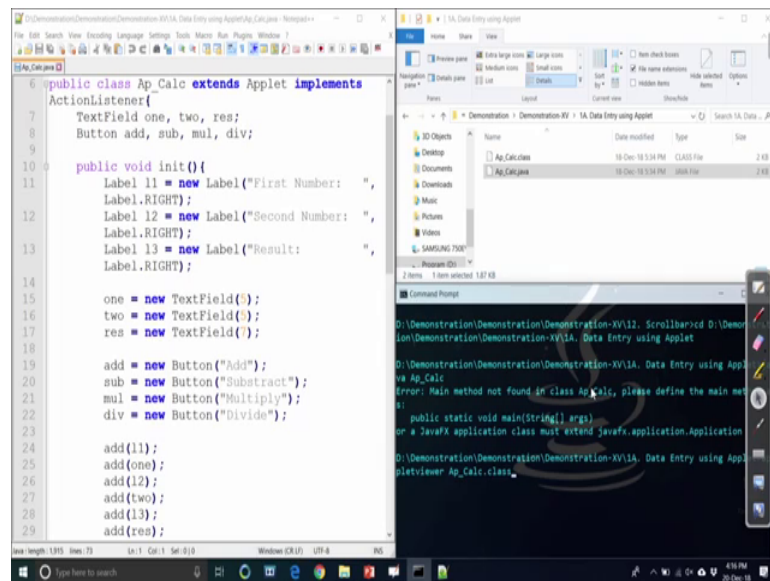 D:\Demonstration\Demonstration\Demonstration-XV\1A. Data Entry using Applet\Ap_Calc.java - Notepad++
File Edit Search View Encoding Language Settings Tools Macro Run Plugins Window ?
Ap_Calc.java
6 public class Ap_Calc extends Applet implements
ActionListener{
7 TextField one, two, res;
8 Button add, sub, mul, div;
9
10 public void init(){
11 Label l1 = new Label("First Number:   ",
Label.RIGHT);
12 Label l2 = new Label("Second Number:  ",
Label.RIGHT);
13 Label l3 = new Label("Result:         ",
Label.RIGHT);
14
15 one = new TextField(5);
16 two = new TextField(5);
17 res = new TextField(7);
18
19 add = new Button("Add");
20 sub = new Button("Substract");
21 mul = new Button("Multiply");
22 div = new Button("Divide");
23
24 add(l1);
25 add(one);
26 add(l2);
27 add(two);
28 add(l3);
29 add(res);
Java length : 1,915 lines : 73 Ln : 1 Col : 1 Sel : 0 | 0 Windows (CR LF) UTF-8 INS
1A. Data Entry using Applet
File Home Share View
Navigation pane
Preview pane
Details pane
Panes
Extra large icons Large icons
Medium icons Small icons
List Details
Layout
Sort by
Current view
Item check boxes
File name extensions
Hidden items
Hide selected items
Show/hide
Options
Demonstration > Demonstration-XV > 1A. Data Entry using Applet
Search 1A. Data ...
3D Objects
Desktop
Documents
Downloads
Music
Pictures
Videos
SAMSUNG 750E
Program (D:)
Name Date modified Type Size
Ap_Calc.class 18-Dec-18 5:34 PM CLASS File 2 KB
Ap_Calc.java 18-Dec-18 5:34 PM JAVA File 2 KB
2 items 1 item selected 1.87 KB
Command Prompt
D:\Demonstration\Demonstration\Demonstration-XV\12. Scrollbar>cd D:\Demons
ion\Demonstration\Demonstration-XV\1A. Data Entry using Applet
D:\Demonstration\Demonstration\Demonstration-XV\1A. Data Entry using Appl
va Ap_Calc
Error: Main method not found in class Ap_Calc, please define the main met
s:
public static void main(String[] args)
or a JavaFX application class must extend javafx.application.Application
D:\Demonstration\Demonstration\Demonstration-XV\1A. Data Entry using Appl
pletviewer Ap_Calc.class
Type here to search
4:16 PM
20-Dec-18